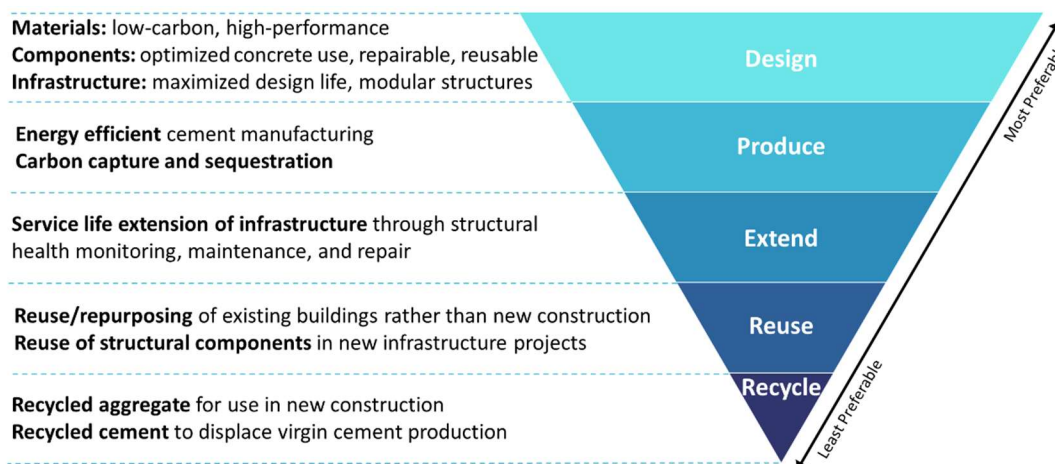 Materials: low-carbon, high-performance
Components: optimized concrete use, repairable, reusable
Infrastructure: maximized design life, modular structures
Design
Most Preferable
Energy efficient cement manufacturing
Carbon capture and sequestration
Produce
Service life extension of infrastructure through structural
health monitoring, maintenance, and repair
Extend
Reuse/repurposing of existing buildings rather than new construction
Reuse of structural components in new infrastructure projects
Reuse
Recycled aggregate for use in new construction
Recycled cement to displace virgin cement production
Recycle
Least Preferable